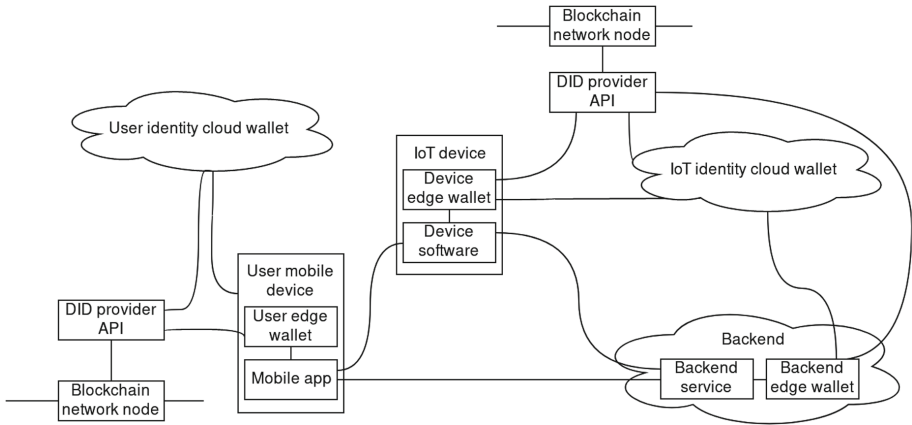 Blockchain
network node
DID provider
API
User identity cloud wallet
IoT device
Device
edge wallet
Device
software
IoT identity cloud wallet
User mobile
device
User edge
wallet
Mobile app
DID provider
API
Blockchain
network node
Backend
Backend
service
Backend
edge wallet